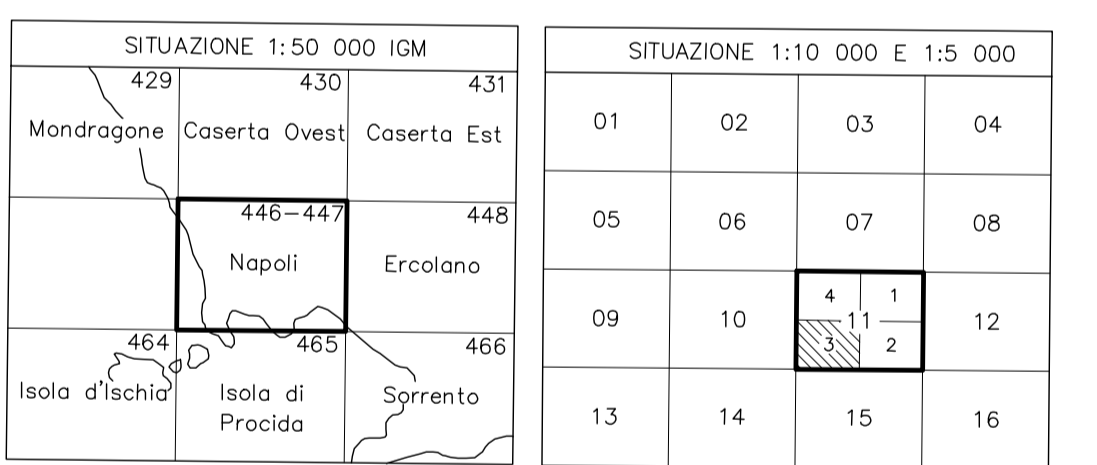 SITUAZIONE 1:50 000 IGM
429 430 431
Mondragone Caserta Ovest Caserta Est
446-447 448
Napoli Ercolano
464 465 466
Isola d'Ischia Isola di Procida Sorrento
SITUAZIONE 1:10 000 E 1:5 000
01 02 03 04
05 06 07 08
4 1
09 10 11 12
3 2
13 14 15 16